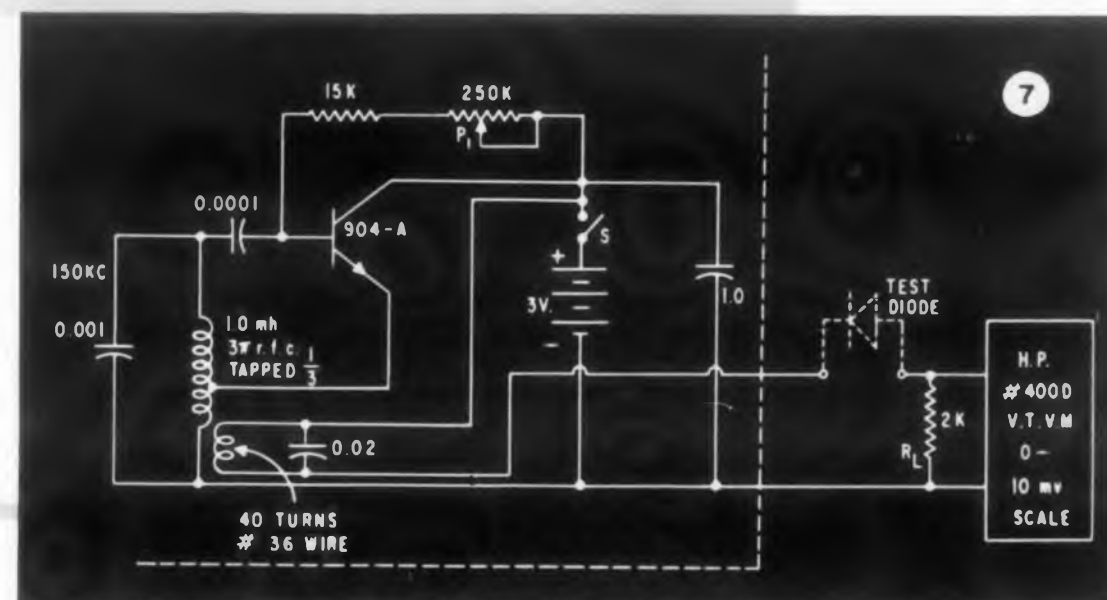 7
15K
250K
P1
0.0001
904-A
150KC
0.001
1.0 mh
3π r.f.c. 1/3
TAPPED
S
+
3V.
-
1.0
TEST
DIODE
0.02
40 TURNS
# 36 WIRE
2K
RL
H.P.
#400D
V.T.V.M
0-
10 mv
SCALE